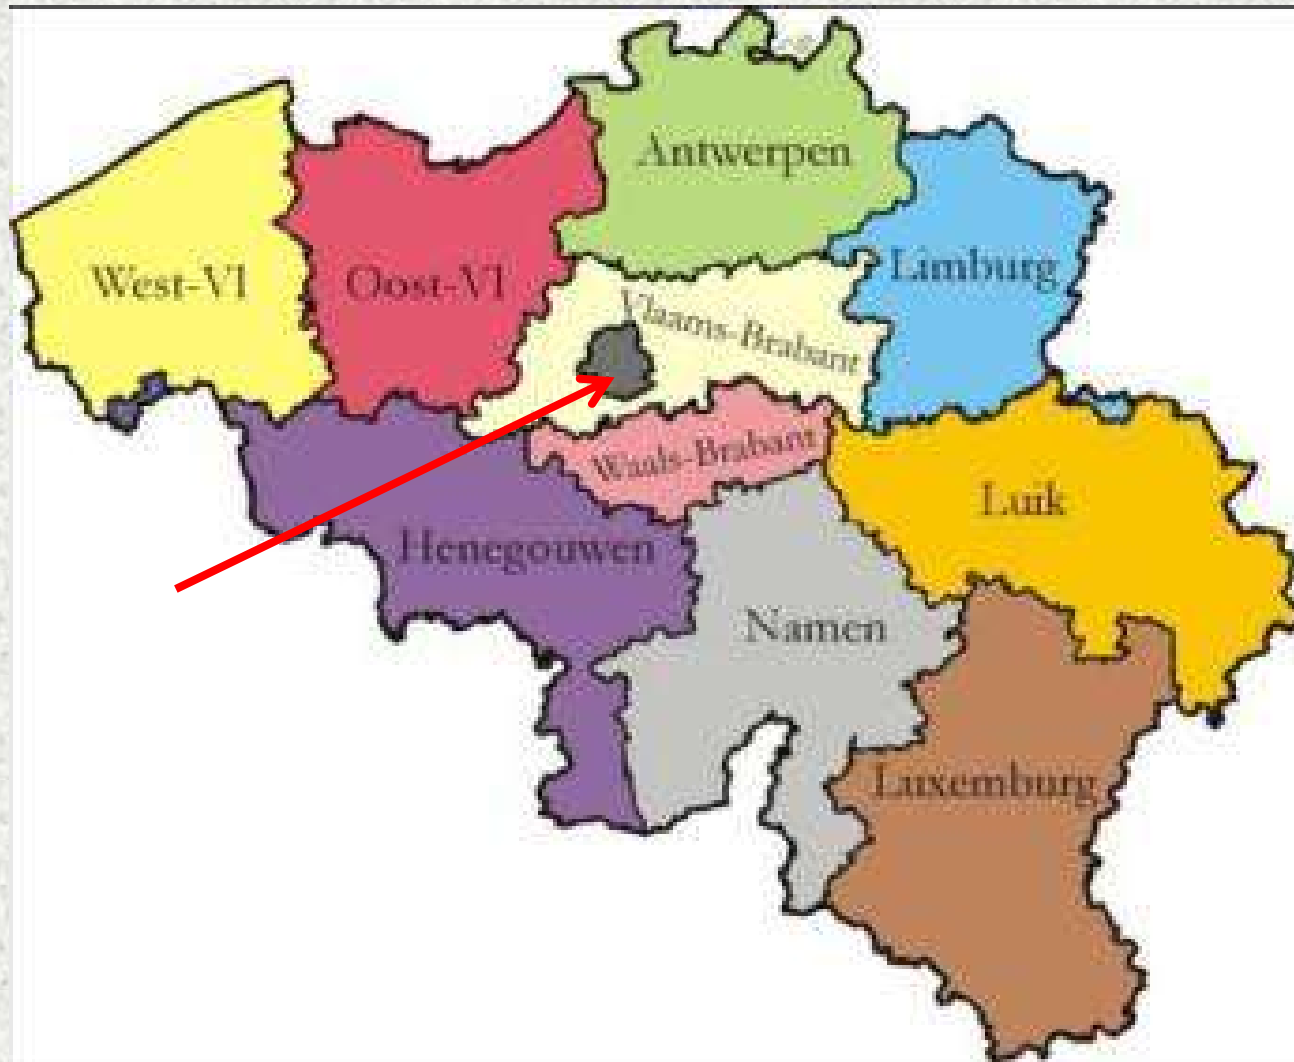 Antwerpen
Limburg
West-Vl
Oost-Vl
Vlaams-Brabant
Waals-Brabant
Luik
Henegouwen
Namen
Luxemburg